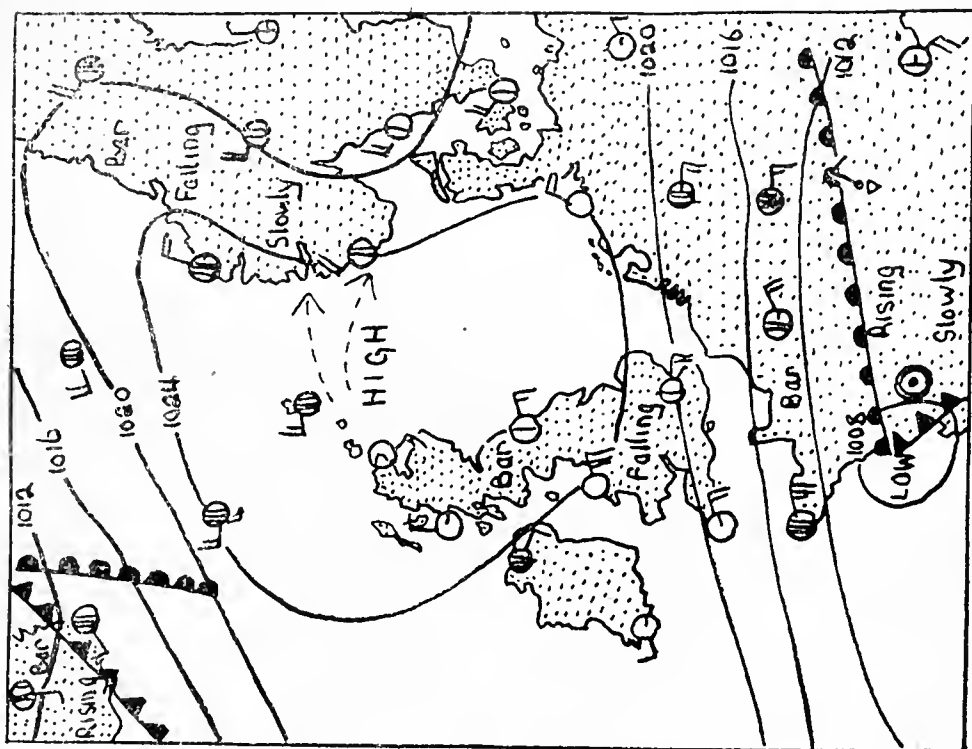 Bar
Rising
1012
1016
1020
1024
Bar
Falling
Slowly
HIGH
Bar
Falling
1020
1016
Bar
1012
1008
LOW
Rising
Slowly